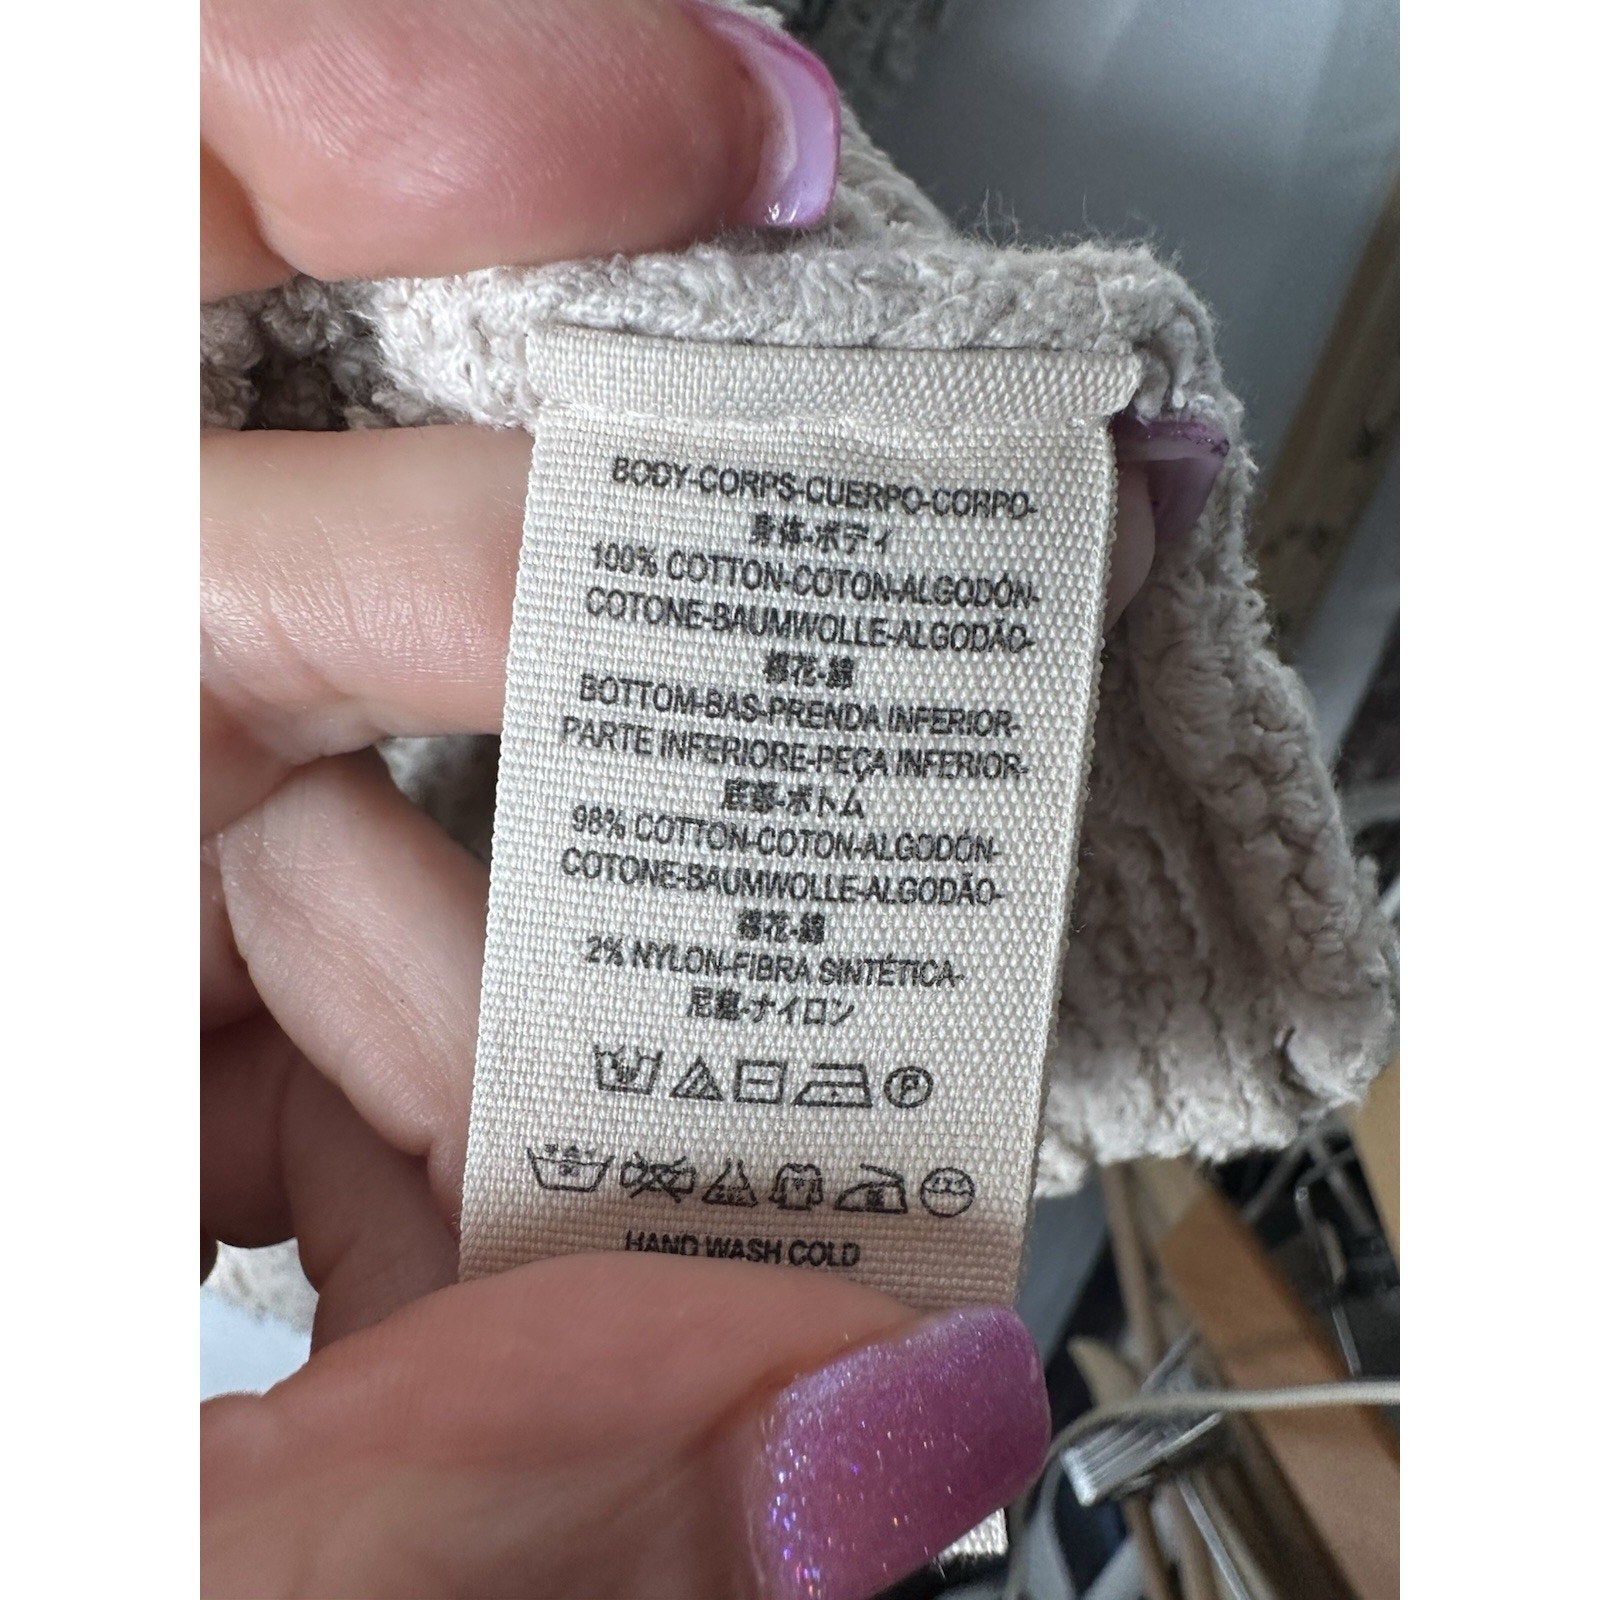 BODY-CORPS-CUERPO-CORPO-
身体-ボディ
100% COTTON-COTON-ALGODÓN-
COTONE-BAUMWOLLE-ALGODÃO-
棉花-綿
BOTTOM-BAS-PRENDA INFERIOR-
PARTE INFERIORE-PEÇA INFERIOR-
底部-ボトム
98% COTTON-COTON-ALGODÓN-
COTONE-BAUMWOLLE-ALGODÃO-
棉花-綿
2% NYLON-FIBRA SINTÉTICA-
尼龍-ナイロン
P
HAND WASH COLD